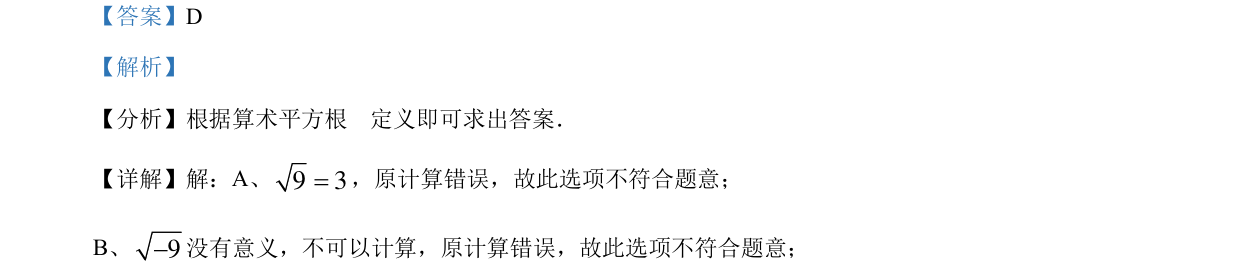 【答案】D
【解析】
【分析】根据算术平方根 定义即可求出答案．
【详解】解：A、√9 = 3，原计算错误，故此选项不符合题意；
B、√−9 没有意义，不可以计算，原计算错误，故此选项不符合题意；